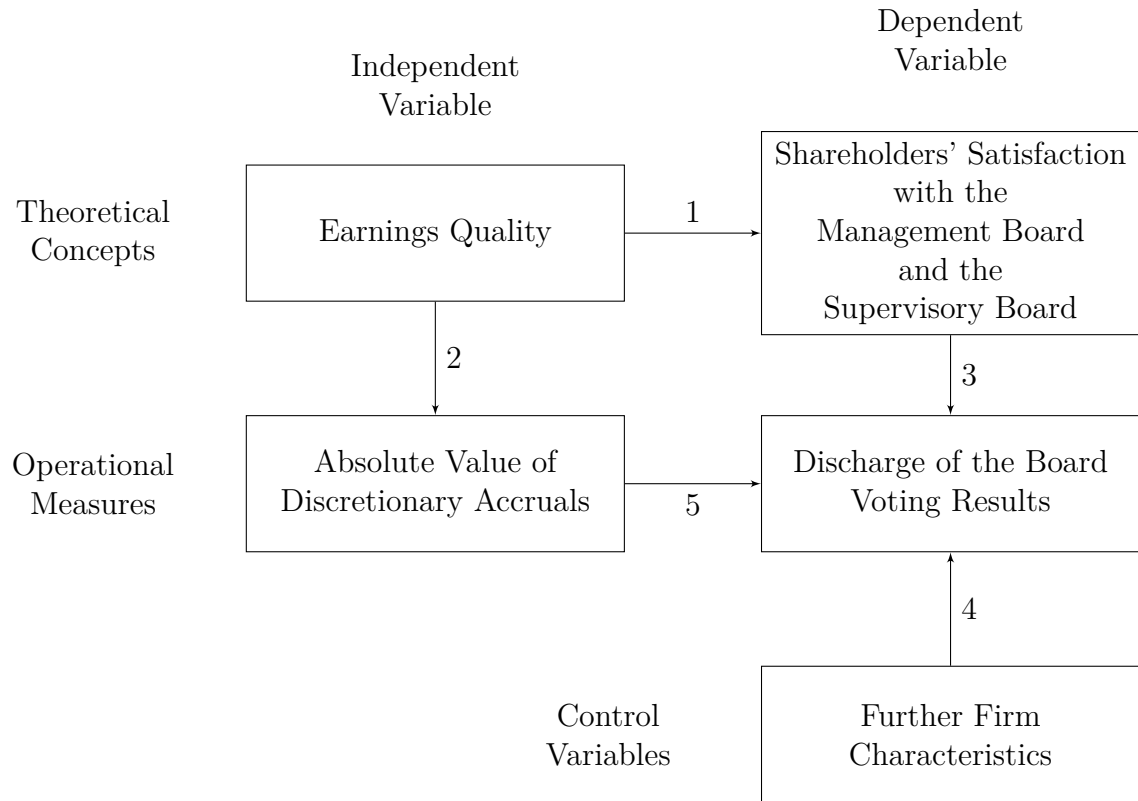 Dependent
Variable
Independent
Variable
Theoretical
Concepts
Earnings Quality
1
Shareholders' Satisfaction
with the
Management Board
and the
Supervisory Board
2
3
Operational
Measures
Absolute Value of
Discretionary Accruals
5
Discharge of the Board
Voting Results
4
Control
Variables
Further Firm
Characteristics